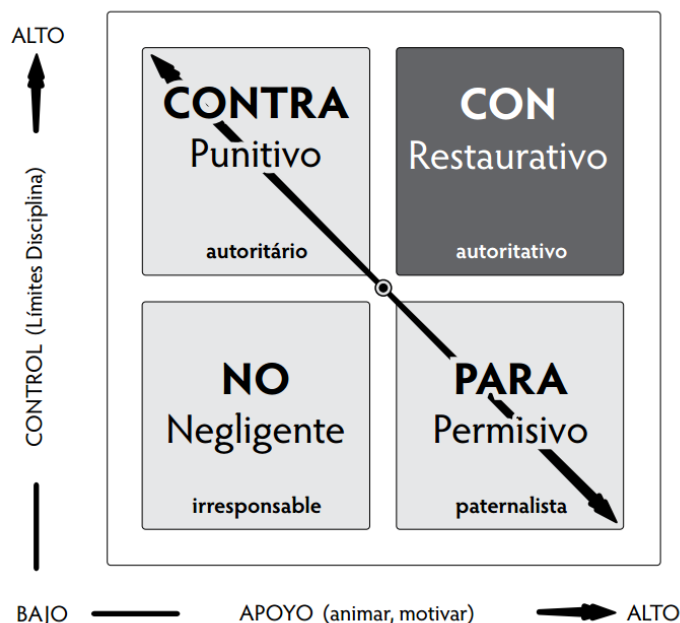 ALTO
CONTROL (Límites Disciplina)
CONTRA
Punitivo
autoritário
CON
Restaurativo
autoritativo
NO
Negligente
irresponsable
PARA
Permisivo
paternalista
BAJO
APOYO (animar, motivar)
ALTO